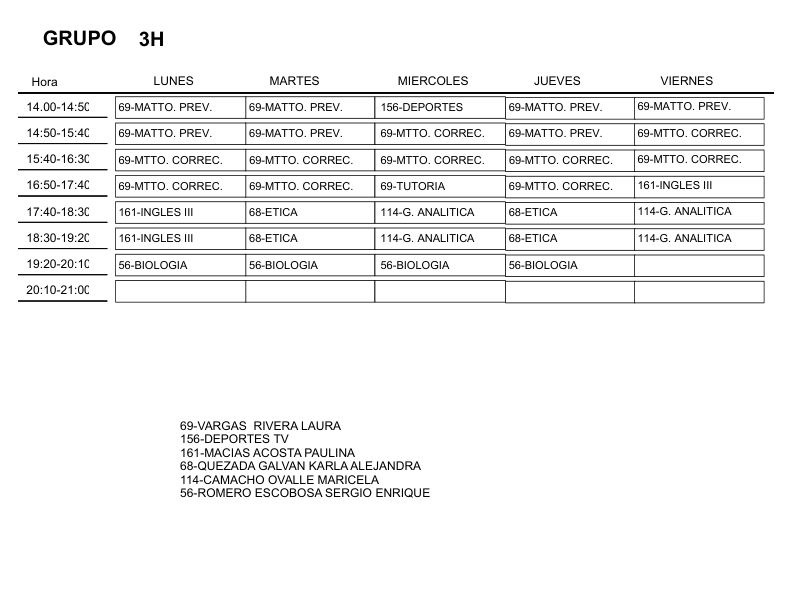 GRUPO 3H
Hora LUNES MARTES MIERCOLES JUEVES VIERNES
14.00-14:50 69-MATTO. PREV. 69-MATTO. PREV. 156-DEPORTES 69-MATTO. PREV. 69-MATTO. PREV.
14:50-15:40 69-MATTO. PREV. 69-MATTO. PREV. 69-MTTO. CORREC. 69-MATTO. PREV. 69-MTTO. CORREC.
15:40-16:30 69-MTTO. CORREC. 69-MTTO. CORREC. 69-MTTO. CORREC. 69-MTTO. CORREC. 69-MTTO. CORREC.
16:50-17:40 69-MTTO. CORREC. 69-MTTO. CORREC. 69-TUTORIA 69-MTTO. CORREC. 161-INGLES III
17:40-18:30 161-INGLES III 68-ETICA 114-G. ANALITICA 68-ETICA 114-G. ANALITICA
18:30-19:20 161-INGLES III 68-ETICA 114-G. ANALITICA 68-ETICA 114-G. ANALITICA
19:20-20:10 56-BIOLOGIA 56-BIOLOGIA 56-BIOLOGIA 56-BIOLOGIA
20:10-21:00
69-VARGAS RIVERA LAURA
156-DEPORTES TV
161-MACIAS ACOSTA PAULINA
68-QUEZADA GALVAN KARLA ALEJANDRA
114-CAMACHO OVALLE MARICELA
56-ROMERO ESCOBOSA SERGIO ENRIQUE